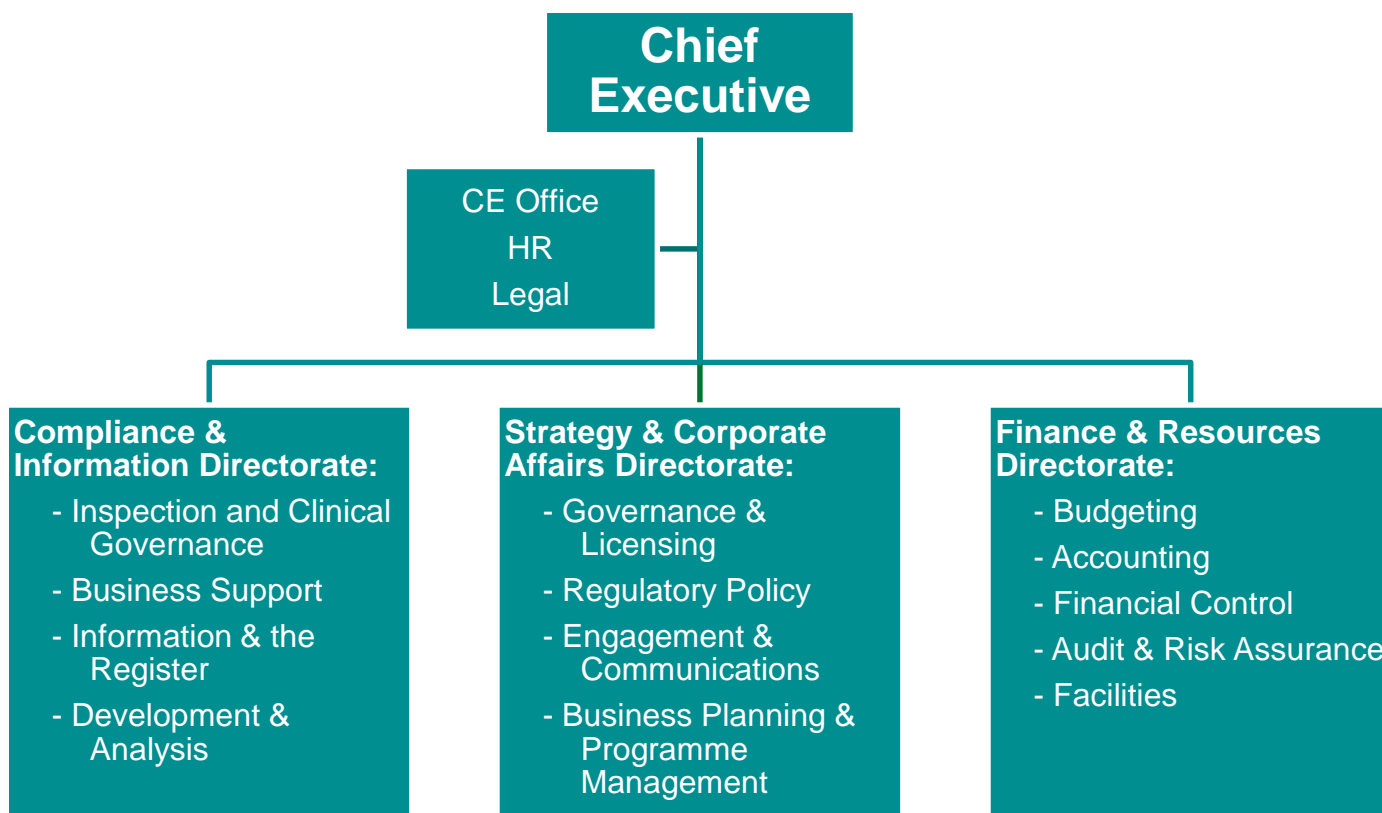 Chief
Executive
CE Office
HR
Legal
Compliance &
Information Directorate:
- Inspection and Clinical
Governance
- Business Support
- Information & the
Register
- Development &
Analysis
Strategy & Corporate
Affairs Directorate:
- Governance &
Licensing
- Regulatory Policy
- Engagement &
Communications
- Business Planning &
Programme
Management
Finance & Resources
Directorate:
- Budgeting
- Accounting
- Financial Control
- Audit & Risk Assurance
- Facilities